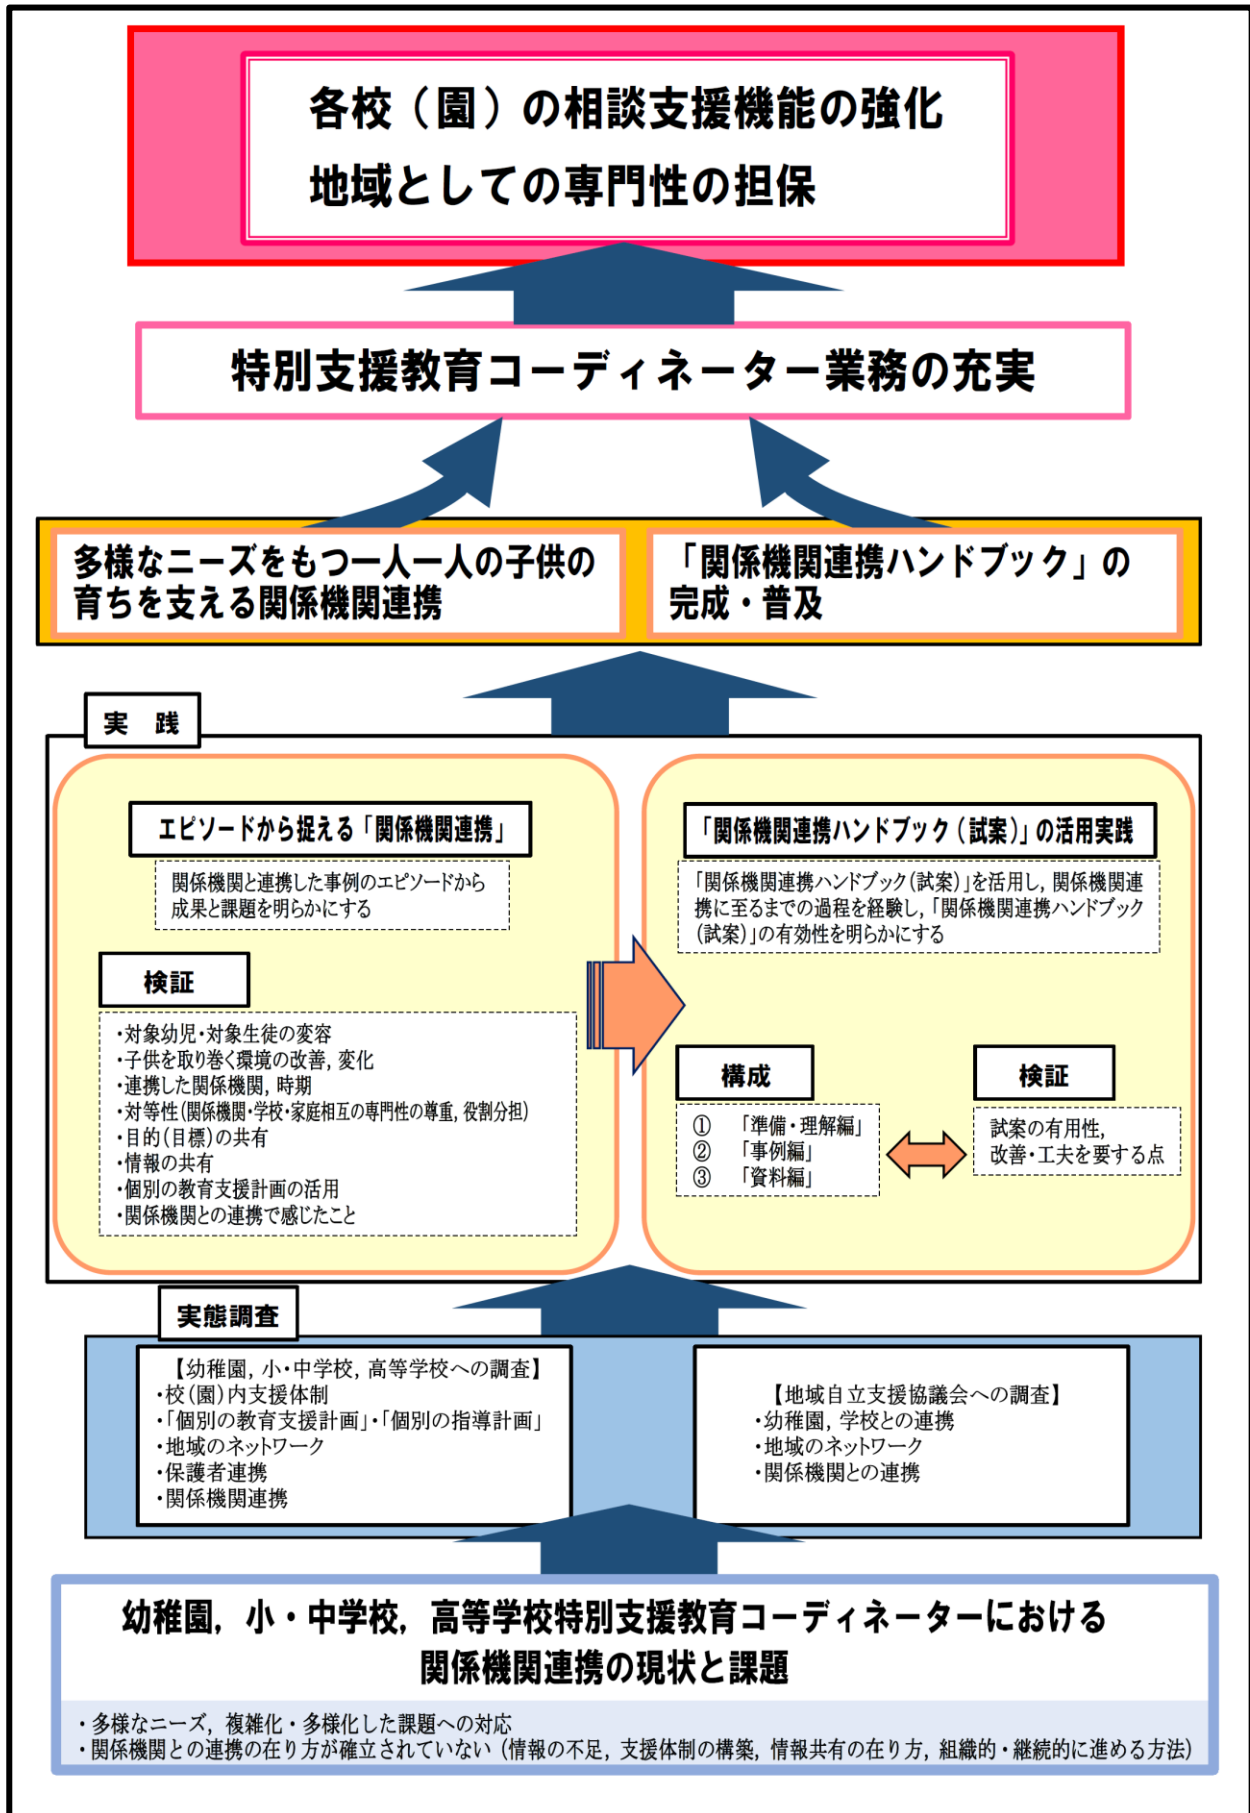 各校（園）の相談支援機能の強化
地域としての専門性の担保
特別支援教育コーディネーター業務の充実
多様なニーズをもつ一人一人の子供の
育ちを支える関係機関連携
「関係機関連携ハンドブック」の
完成・普及
実　践
エピソードから捉える「関係機関連携」
関係機関と連携した事例のエピソードから
成果と課題を明らかにする
検証
・対象幼児・対象生徒の変容
・子供を取り巻く環境の改善，変化
・連携した関係機関，時期
・対等性（関係機関・学校・家庭相互の専門性の尊重，役割分担）
・目的（目標）の共有
・情報の共有
・個別の教育支援計画の活用
・関係機関との連携で感じたこと
「関係機関連携ハンドブック（試案）」の活用実践
「関係機関連携ハンドブック（試案）」を活用し，関係機関連
携に至るまでの過程を経験し，「関係機関連携ハンドブック
（試案）」の有効性を明らかにする
構成
①　「準備・理解編」
②　「事例編」
③　「資料編」
検証
試案の有用性，
改善・工夫を要する点
実態調査
【幼稚園，小・中学校，高等学校への調査】
・校（園）内支援体制
・「個別の教育支援計画」・「個別の指導計画」
・地域のネットワーク
・保護者連携
・関係機関連携
【地域自立支援協議会への調査】
・幼稚園，学校との連携
・地域のネットワーク
・関係機関との連携
幼稚園，小・中学校，高等学校特別支援教育コーディネーターにおける
関係機関連携の現状と課題
・多様なニーズ，複雑化・多様化した課題への対応
・関係機関との連携の在り方が確立されていない（情報の不足，支援体制の構築，情報共有の在り方，組織的・継続的に進める方法）